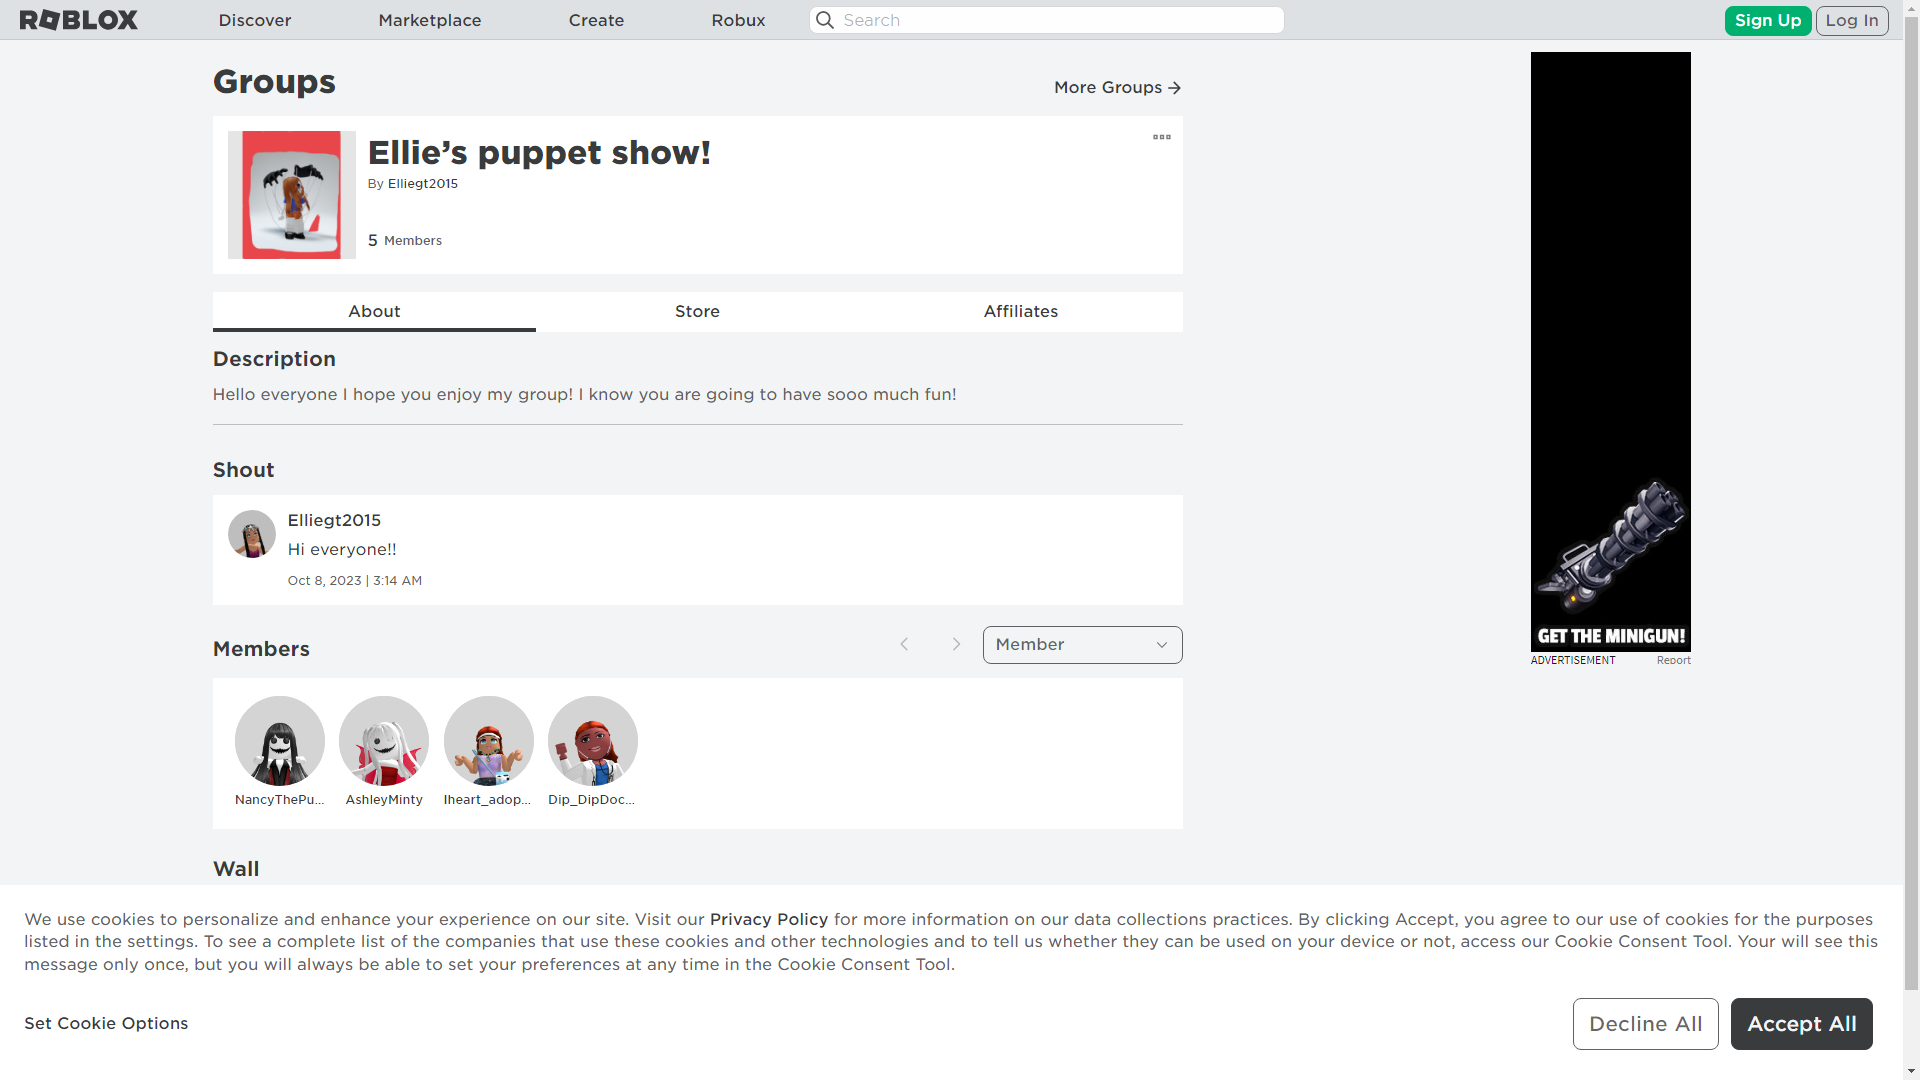 ROBLOX
Discover
Marketplace
Create
Robux
Search
Sign Up
Log In
Groups
More Groups
Ellie’s puppet show!
By Elliegt2015
5 Members
About
Store
Affiliates
Description
Hello everyone I hope you enjoy my group! I know you are going to have sooo much fun!
Shout
Elliegt2015
Hi everyone!!
Oct 8, 2023 | 3:14 AM
Members
Member
NancyThePu...
AshleyMinty
Iheart_adop...
Dip_DipDoc...
Wall
GET THE MINIGUN!
ADVERTISEMENT
Report
We use cookies to personalize and enhance your experience on our site. Visit our Privacy Policy for more information on our data collections practices. By clicking Accept, you agree to our use of cookies for the purposes
listed in the settings. To see a complete list of the companies that use these cookies and other technologies and to tell us whether they can be used on your device or not, access our Cookie Consent Tool. Your will see this
message only once, but you will always be able to set your preferences at any time in the Cookie Consent Tool.
Set Cookie Options
Decline All
Accept All